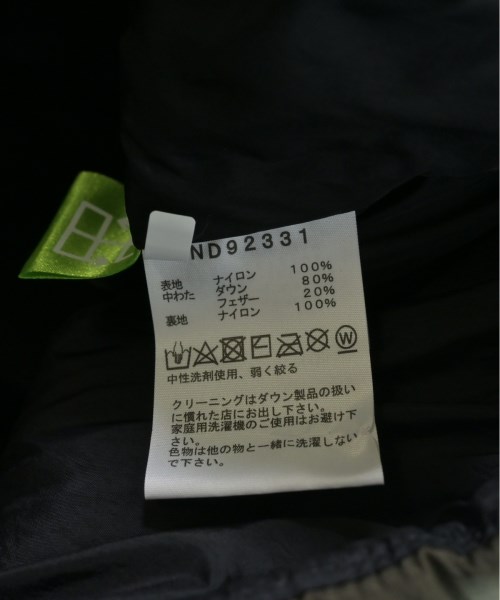 ND92331
表地 ナイロン 100%
中わた ダウン 80%
フェザー 20%
裏地 ナイロン 100%
W
中性洗剤使用、弱く絞る
クリーニングはダウン製品の扱い
に慣れた店にお出し下さい。
家庭用洗濯機のご使用はお避け下
さい。
色物は他の物と一緒に洗濯しない
で下さい。